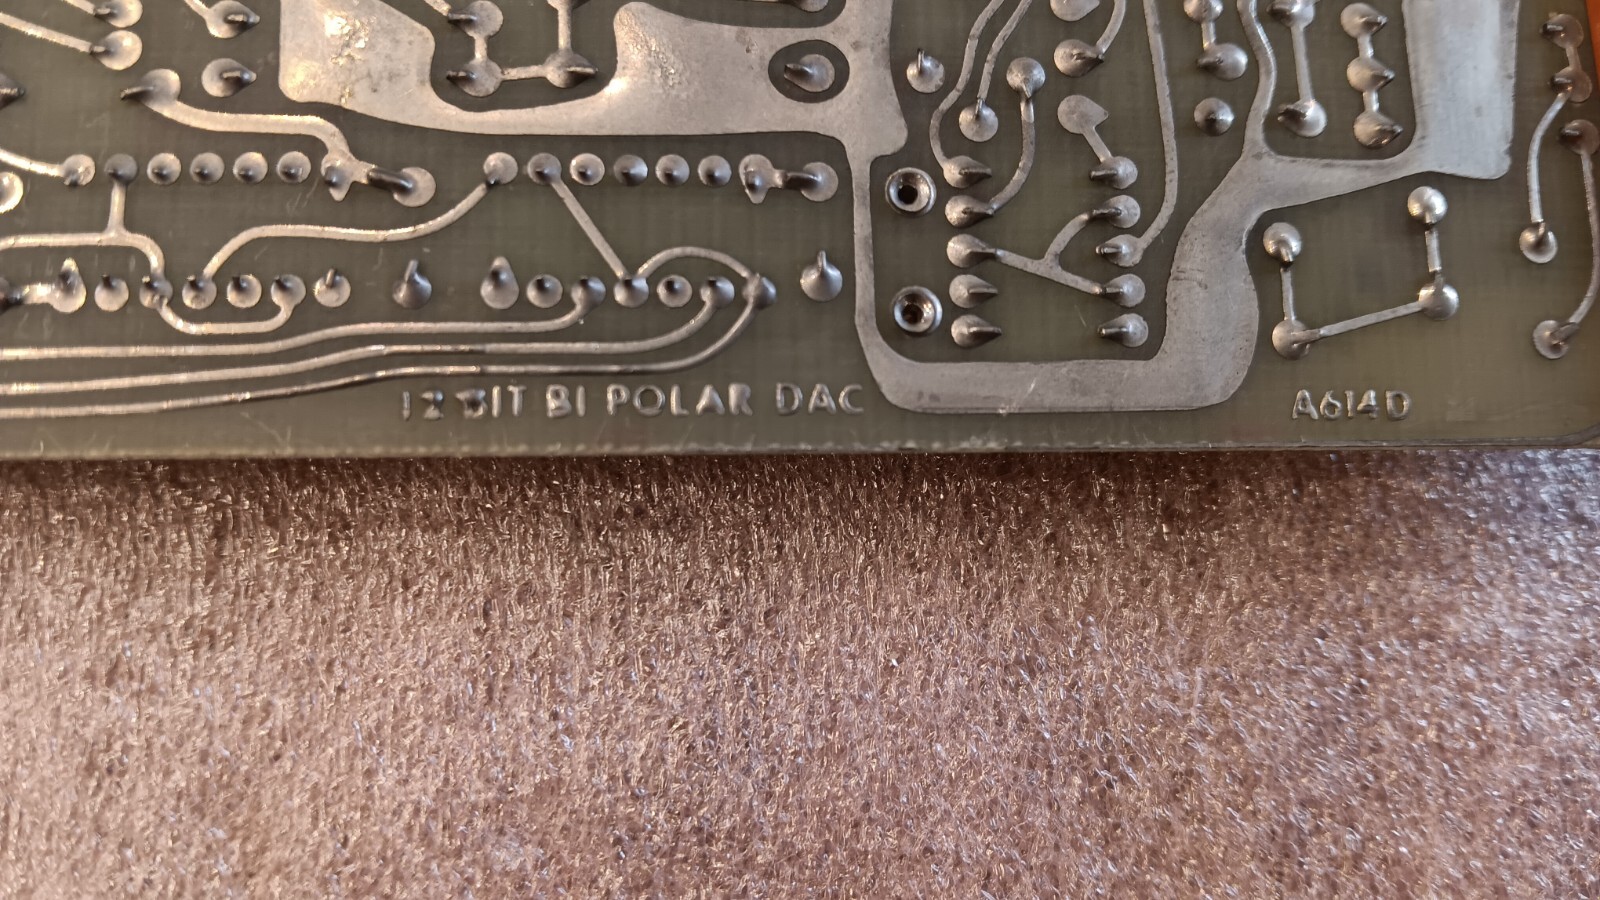 12 BIT BI POLAR DAC
A614D